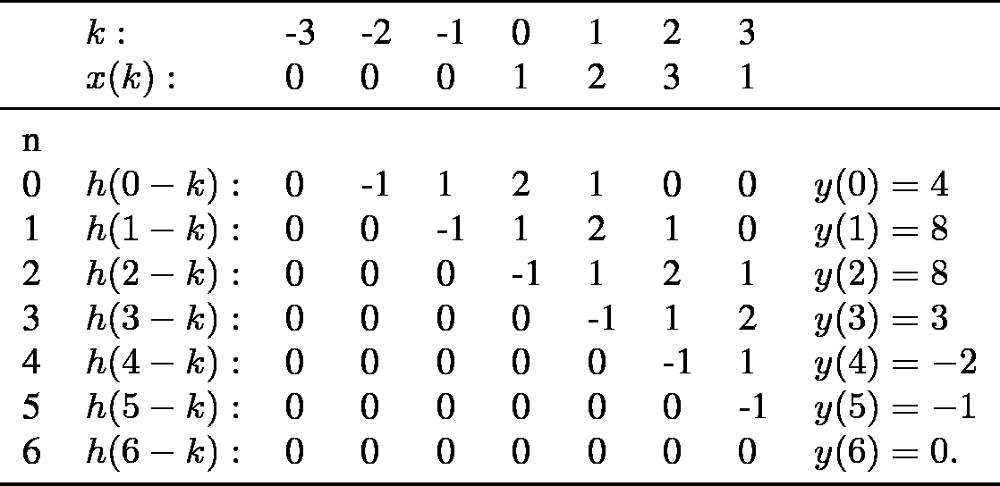 k : -3 -2 -1 0 1 2 3
x(k) : 0 0 0 1 2 3 1
n
0 h(0 − k) : 0 -1 1 2 1 0 0 y(0) = 4
1 h(1 − k) : 0 0 -1 1 2 1 0 y(1) = 8
2 h(2 − k) : 0 0 0 -1 1 2 1 y(2) = 8
3 h(3 − k) : 0 0 0 0 -1 1 2 y(3) = 3
4 h(4 − k) : 0 0 0 0 0 -1 1 y(4) = −2
5 h(5 − k) : 0 0 0 0 0 0 -1 y(5) = −1
6 h(6 − k) : 0 0 0 0 0 0 0 y(6) = 0.